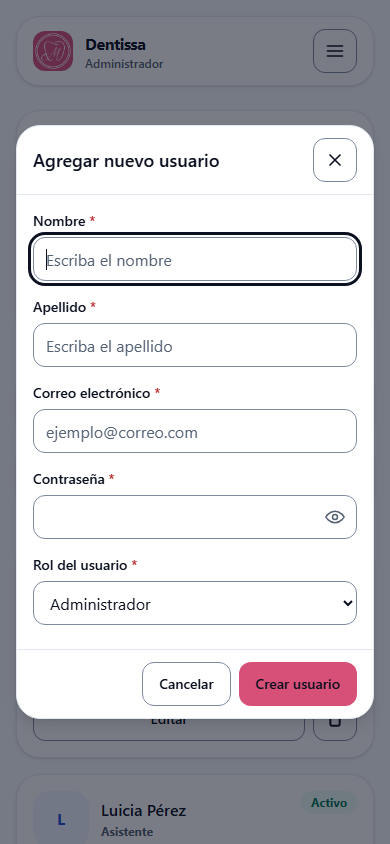 Dentissa
Administrador
Agregar nuevo usuario
Nombre *
Escriba el nombre
Apellido *
Escriba el apellido
Correo electrónico *
ejemplo@correo.com
Contraseña *
Rol del usuario *
Administrador
Cancelar
Crear usuario
Editar
L
Luicia Pérez
Activo
Asistente